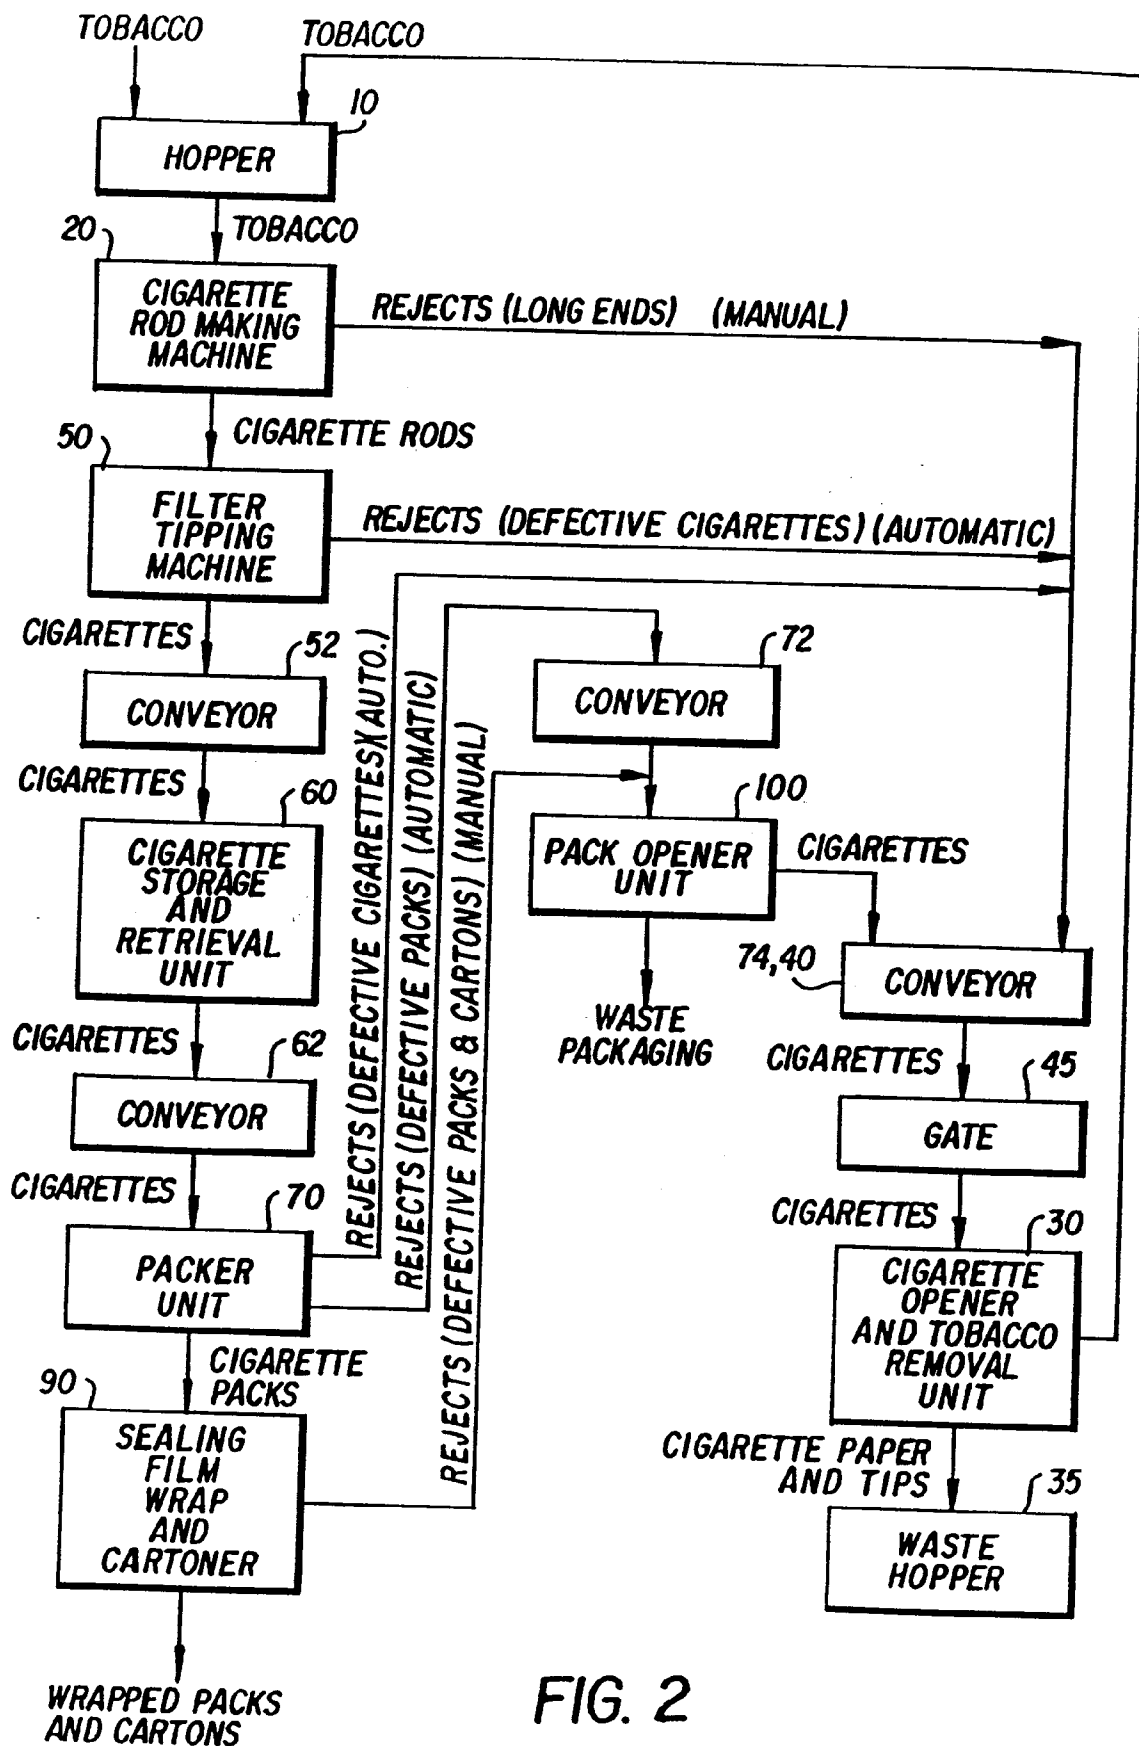 TOBACCO
TOBACCO
10
HOPPER
TOBACCO
20
CIGARETTE
ROD MAKING
MACHINE
REJECTS (LONG ENDS) (MANUAL)
CIGARETTE RODS
50
FILTER
TIPPING
MACHINE
REJECTS (DEFECTIVE CIGARETTES) (AUTOMATIC)
CIGARETTES
52
CONVEYOR
CIGARETTES
60
CIGARETTE
STORAGE
AND
RETRIEVAL
UNIT
CIGARETTES
62
CONVEYOR
CIGARETTES
70
PACKER
UNIT
CIGARETTE
PACKS
90
SEALING
FILM
WRAP
AND
CARTONER
WRAPPED PACKS
AND CARTONS
REJECTS (DEFECTIVE CIGARETTES)(AUTO.)
REJECTS (DEFECTIVE PACKS) (AUTOMATIC)
REJECTS (DEFECTIVE PACKS & CARTONS) (MANUAL)
72
CONVEYOR
100
PACK OPENER
UNIT
CIGARETTES
WASTE
PACKAGING
74,40
CONVEYOR
CIGARETTES
45
GATE
CIGARETTES
30
CIGARETTE
OPENER
AND TOBACCO
REMOVAL
UNIT
CIGARETTE PAPER
AND TIPS
35
WASTE
HOPPER
FIG. 2